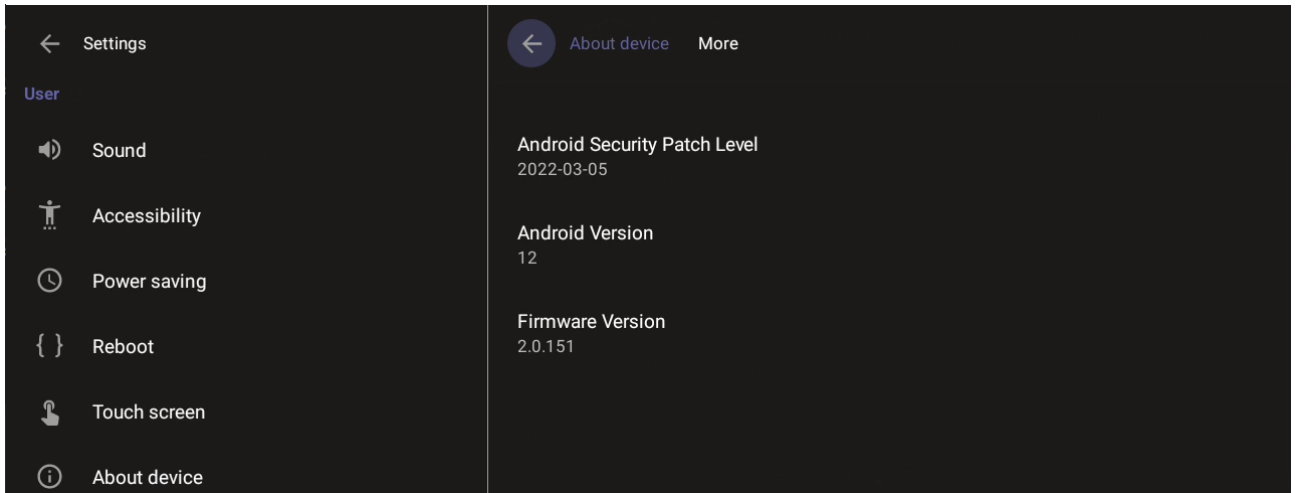 Settings
User
Sound
Accessibility
Power saving
Reboot
Touch screen
About device
About device More
Android Security Patch Level
2022-03-05
Android Version
12
Firmware Version
2.0.151